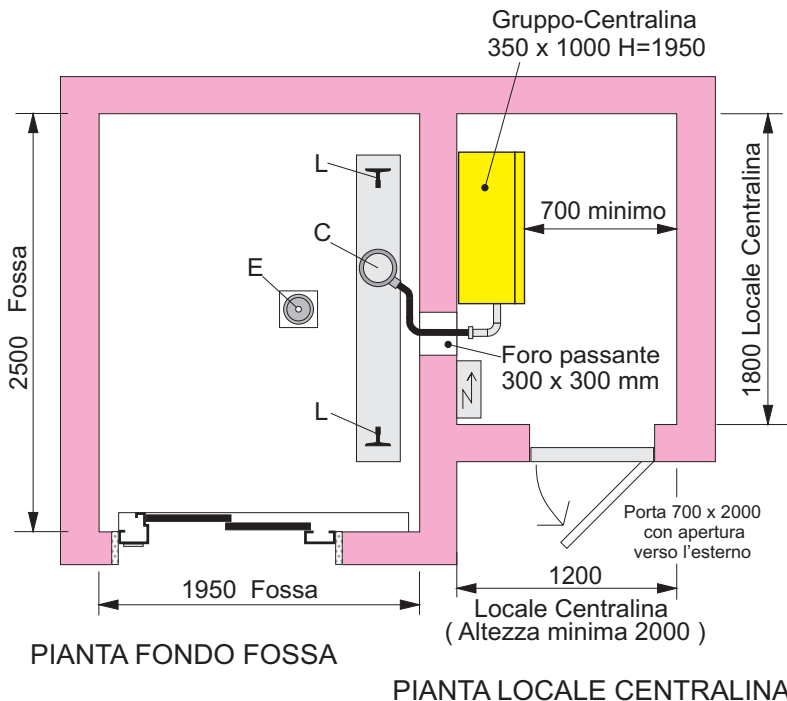 Gruppo-Centralina
350 x 1000 H=1950
L
700 minimo
C
E
2500 Fossa
1800 Locale Centralina
Foro passante
300 x 300 mm
L
Porta 700 x 2000
con apertura
verso l'esterno
1950 Fossa
1200
Locale Centralina
( Altezza minima 2000 )
PIANTA FONDO FOSSA
PIANTA LOCALE CENTRALINA